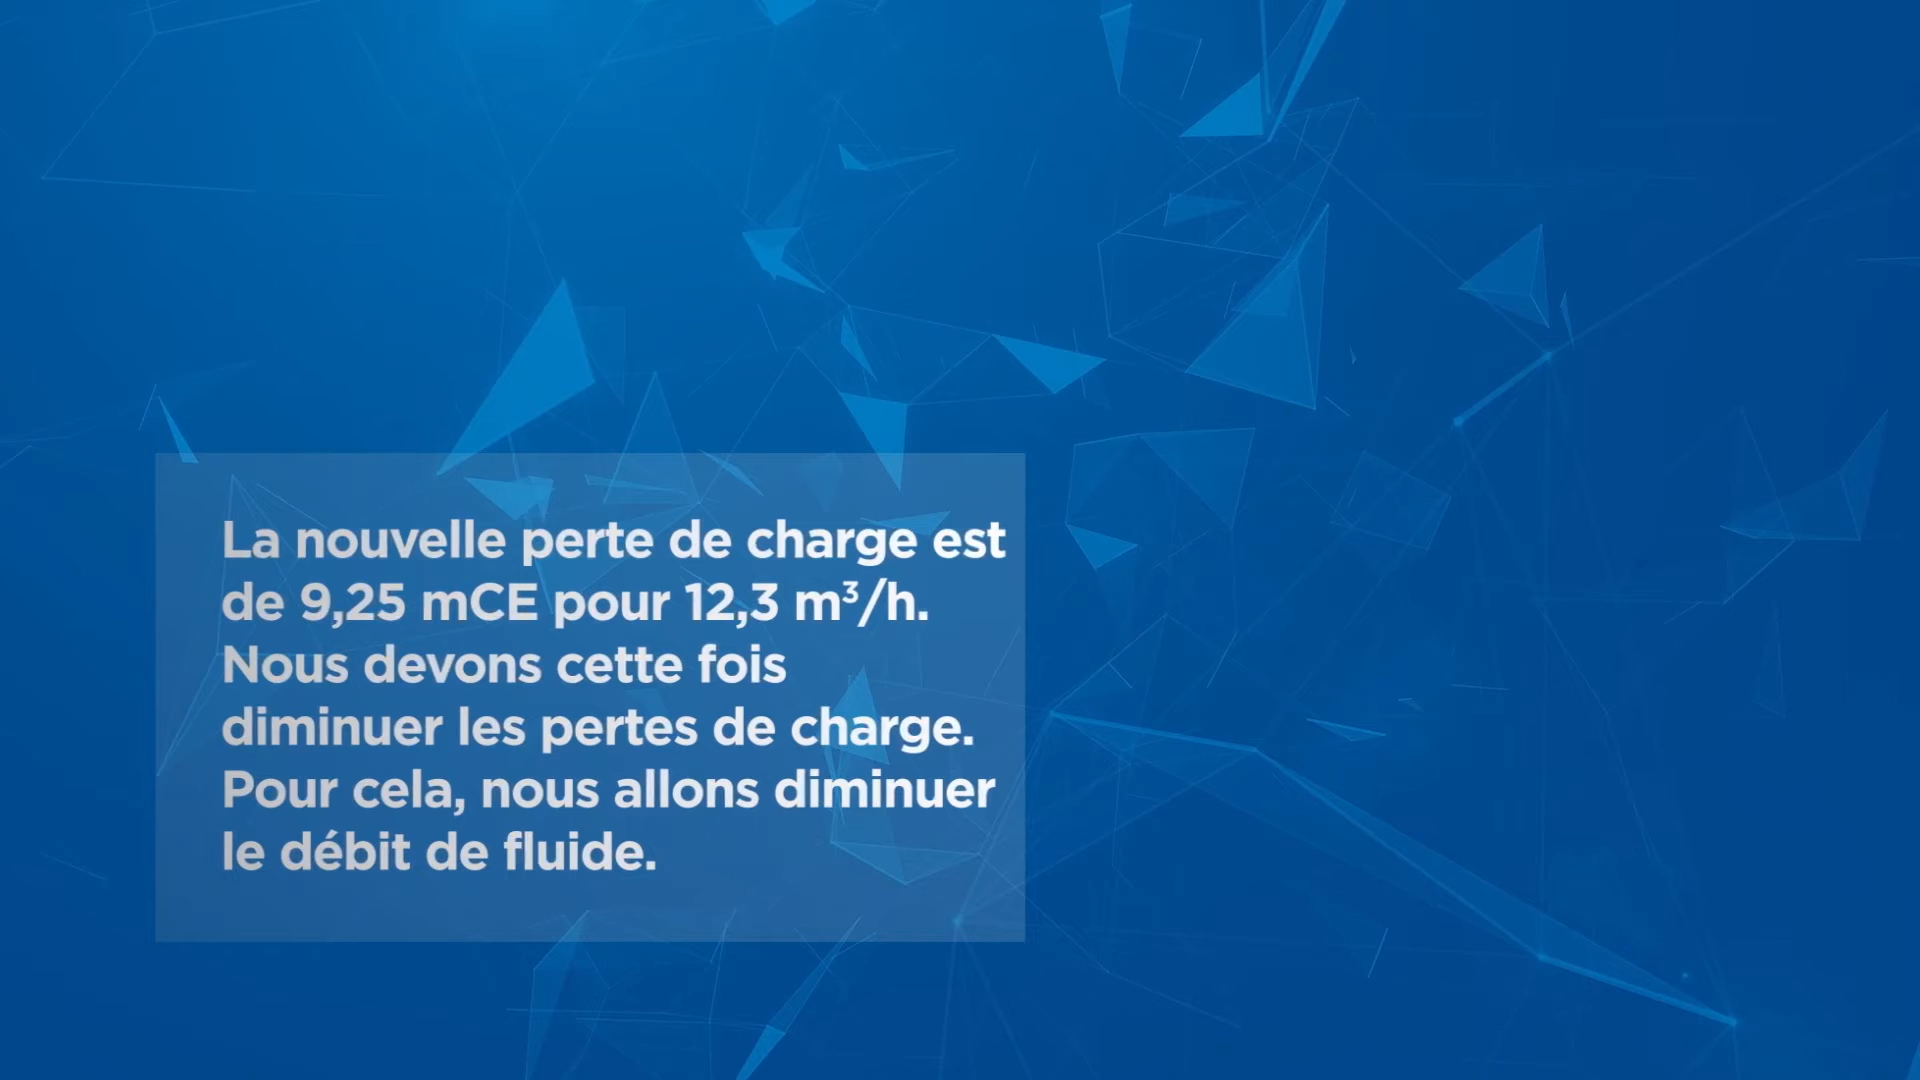 La nouvelle perte de charge est
de 9,25 mCE pour 12,3 m³/h.
Nous devons cette fois
diminuer les pertes de charge.
Pour cela, nous allons diminuer
le débit de fluide.